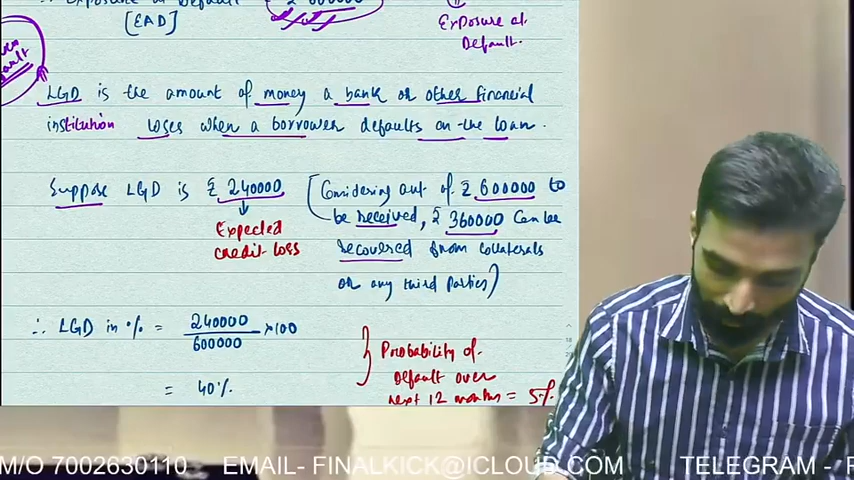 ∴ Exposure at Default
[EAD]
Exposure at
Default.
LGD is the amount of money a bank or other financial
institution loses when a borrower defaults on the loan.
Suppose LGD is ₹ 240000 [Considering out of ₹ 600000 to
be received, ₹ 360000 can be
recovered from collaterals
or any third parties)
Expected
credit loss
∴ LGD in % = 240000 / 600000 ×100
= 40%.
Probability of
Default over
next 12 months = 5%
M/O 7002630110 EMAIL- FINALKICK@ICLOUD.COM TELEGRAM -